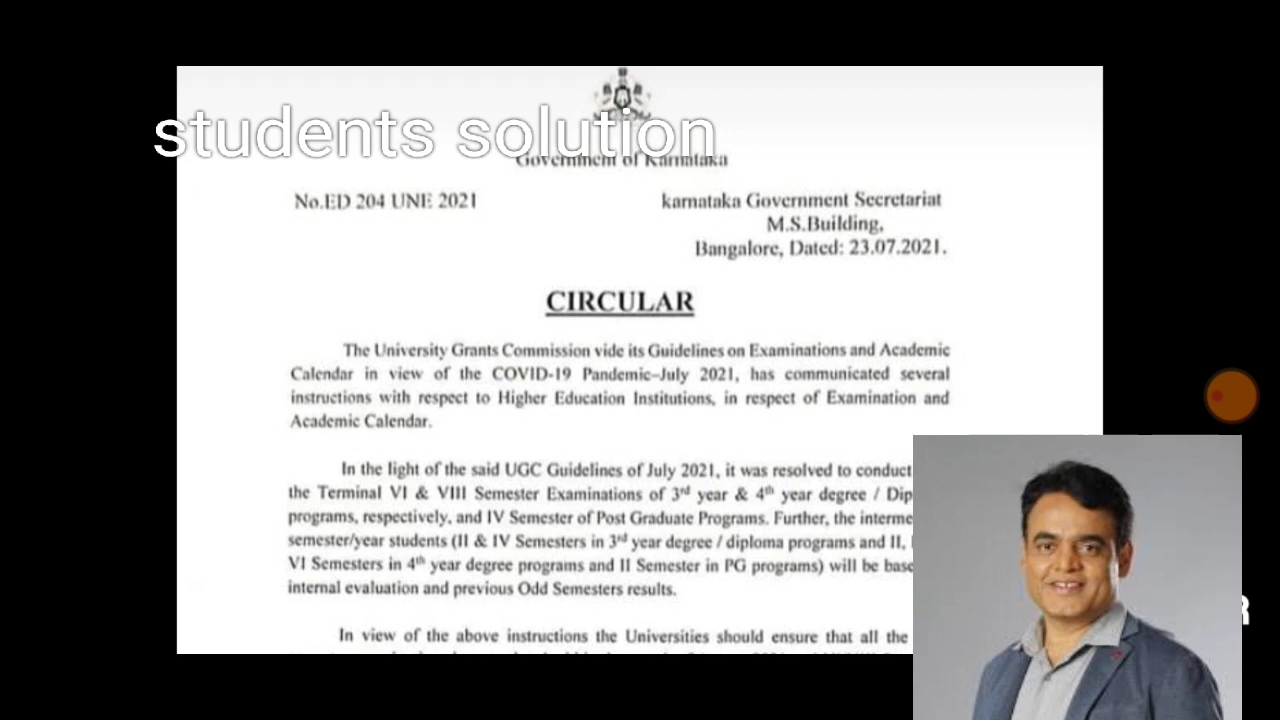 students solution
Government of Karnataka
No.ED 204 UNE 2021
karnataka Government Secretariat
M.S.Building,
Bangalore, Dated: 23.07.2021.
CIRCULAR
The University Grants Commission vide its Guidelines on Examinations and Academic
Calendar in view of the COVID-19 Pandemic–July 2021, has communicated several
instructions with respect to Higher Education Institutions, in respect of Examination and
Academic Calendar.
In the light of the said UGC Guidelines of July 2021, it was resolved to conduct
the Terminal VI & VIII Semester Examinations of 3rd year & 4th year degree / Dip
programs, respectively, and IV Semester of Post Graduate Programs. Further, the interme
semester/year students (II & IV Semesters in 3rd year degree / diploma programs and II,
VI Semesters in 4th year degree programs and II Semester in PG programs) will be base
internal evaluation and previous Odd Semesters results.
In view of the above instructions the Universities should ensure that all the
R